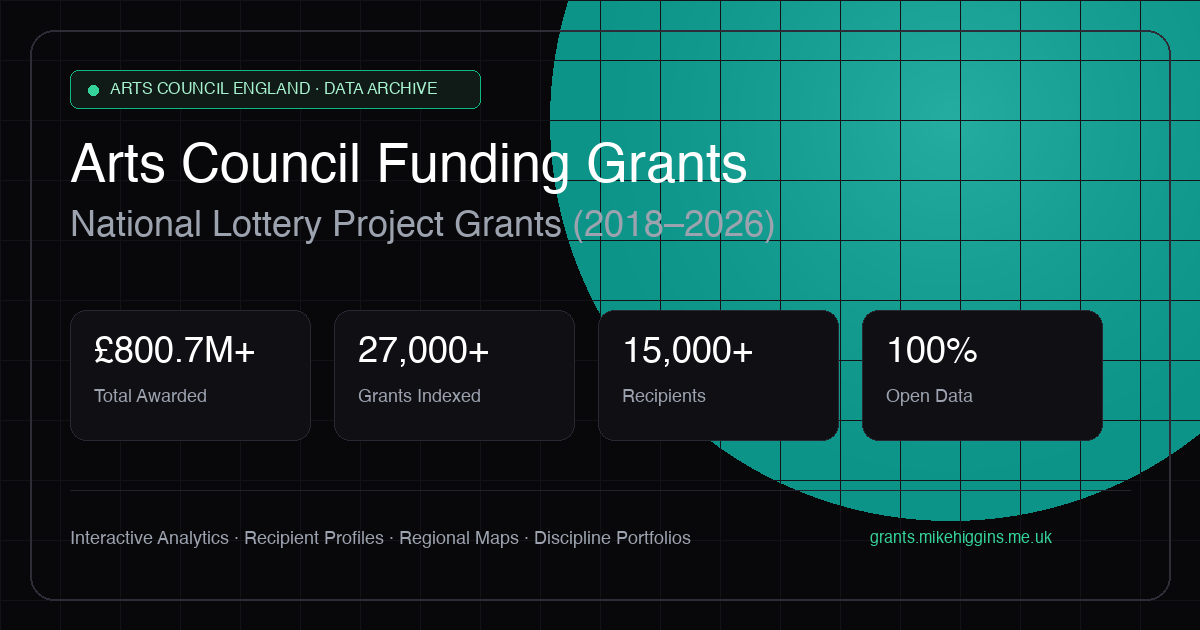 ARTS COUNCIL ENGLAND · DATA ARCHIVE
Arts Council Funding Grants
National Lottery Project Grants (2018–2026)
£800.7M+
Total Awarded
27,000+
Grants Indexed
15,000+
Recipients
100%
Open Data
Interactive Analytics · Recipient Profiles · Regional Maps · Discipline Portfolios
grants.mikehiggins.me.uk